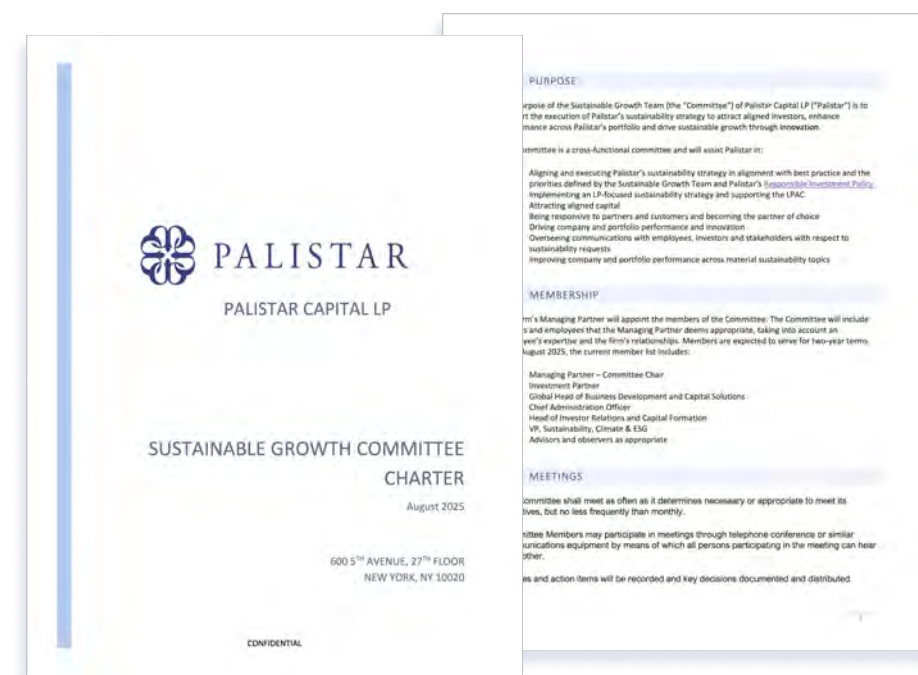 PALISTAR
PALISTAR CAPITAL LP
SUSTAINABLE GROWTH COMMITTEE
CHARTER
August 2025
600 5TH AVENUE, 27TH FLOOR
NEW YORK, NY 10020
CONFIDENTIAL
PURPOSE
rpose of the Sustainable Growth Team (the "Committee") of Palistar Capital LP ("Palistar") is to
rt the execution of Palistar's sustainability strategy to attract aligned investors, enhance
mance across Palistar's portfolio and drive sustainable growth through innovation.
ommittee is a cross-functional committee and will assist Palistar in:
Aligning and executing Palistar's sustainability strategy in alignment with best practice and the
priorities defined by the Sustainable Growth Team and Palistar's Responsible Investment Policy
Implementing an LP-focused sustainability strategy and supporting the LPAC
Attracting aligned capital
Being responsive to partners and customers and becoming the partner of choice
Driving company and portfolio performance and innovation
Overseeing communications with employees, investors and stakeholders with respect to
sustainability requests
Improving company and portfolio performance across material sustainability topics
MEMBERSHIP
rm's Managing Partner will appoint the members of the Committee. The Committee will include
s and employees that the Managing Partner deems appropriate, taking into account an
yee's expertise and the firm's relationships. Members are expected to serve for two-year terms.
ugust 2025, the current member list includes:
Managing Partner – Committee Chair
Investment Partner
Global Head of Business Development and Capital Solutions
Chief Administration Officer
Head of Investor Relations and Capital Formation
VP, Sustainability, Climate & ESG
Advisors and observers as appropriate
MEETINGS
ommittee shall meet as often as it determines necessary or appropriate to meet its
tives, but no less frequently than monthly.
nittee Members may participate in meetings through telephone conference or similar
unications equipment by means of which all persons participating in the meeting can hear
other.
es and action items will be recorded and key decisions documented and distributed.